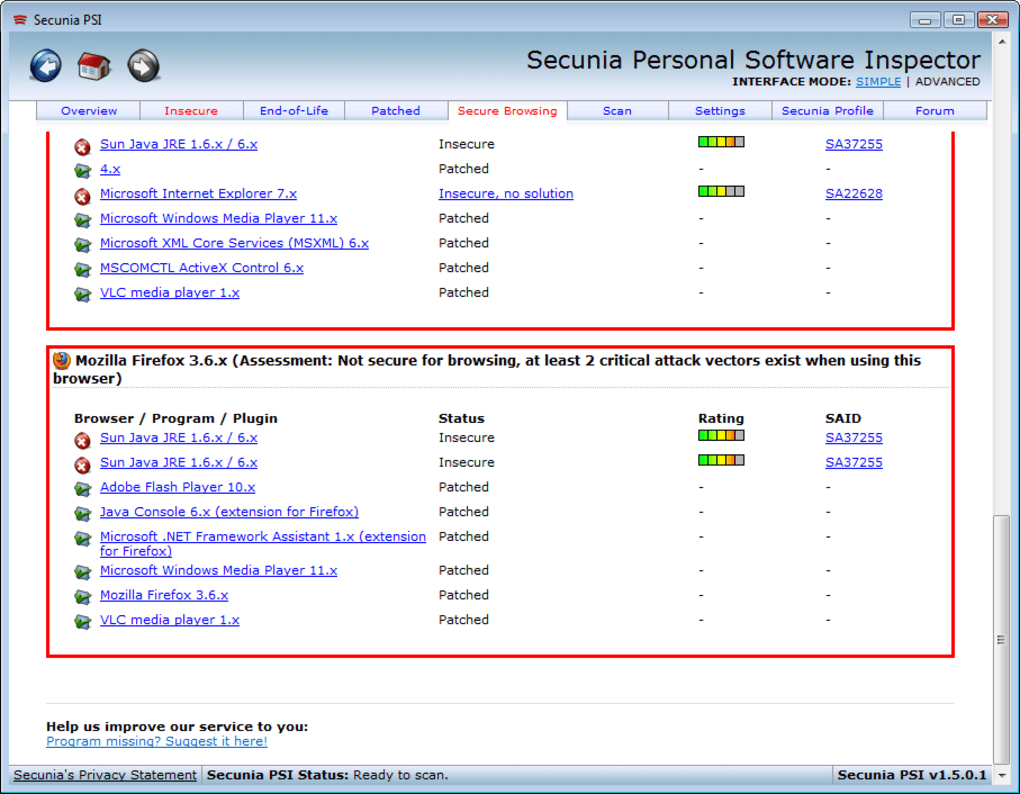 Secunia PSI
Secunia Personal Software Inspector
INTERFACE MODE: SIMPLE | ADVANCED
Overview Insecure End-of-Life Patched Secure Browsing Scan Settings Secunia Profile Forum
Sun Java JRE 1.6.x / 6.x Insecure SA37255
4.x Patched - -
Microsoft Internet Explorer 7.x Insecure, no solution SA22628
Microsoft Windows Media Player 11.x Patched - -
Microsoft XML Core Services (MSXML) 6.x Patched - -
MSCOMCTL ActiveX Control 6.x Patched - -
VLC media player 1.x Patched - -
Mozilla Firefox 3.6.x (Assessment: Not secure for browsing, at least 2 critical attack vectors exist when using this
browser)
Browser / Program / Plugin Status Rating SAID
Sun Java JRE 1.6.x / 6.x Insecure SA37255
Sun Java JRE 1.6.x / 6.x Insecure SA37255
Adobe Flash Player 10.x Patched - -
Java Console 6.x (extension for Firefox) Patched - -
Microsoft .NET Framework Assistant 1.x (extension Patched - -
for Firefox)
Microsoft Windows Media Player 11.x Patched - -
Mozilla Firefox 3.6.x Patched - -
VLC media player 1.x Patched - -
Help us improve our service to you:
Program missing? Suggest it here!
Secunia's Privacy Statement Secunia PSI Status: Ready to scan. Secunia PSI v1.5.0.1